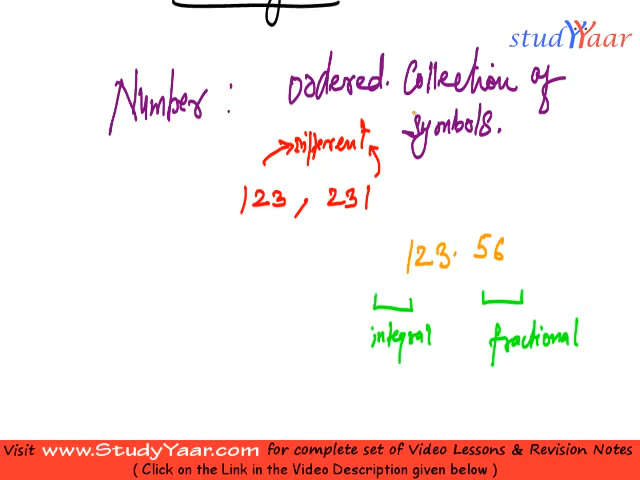 studYYaar
Number : Ordered Collection of
symbols.
different
123 , 231
123. 56
integral fractional
Visit www.StudyYaar.com for complete set of Video Lessons & Revision Notes
( Click on the Link in the Video Description given below )